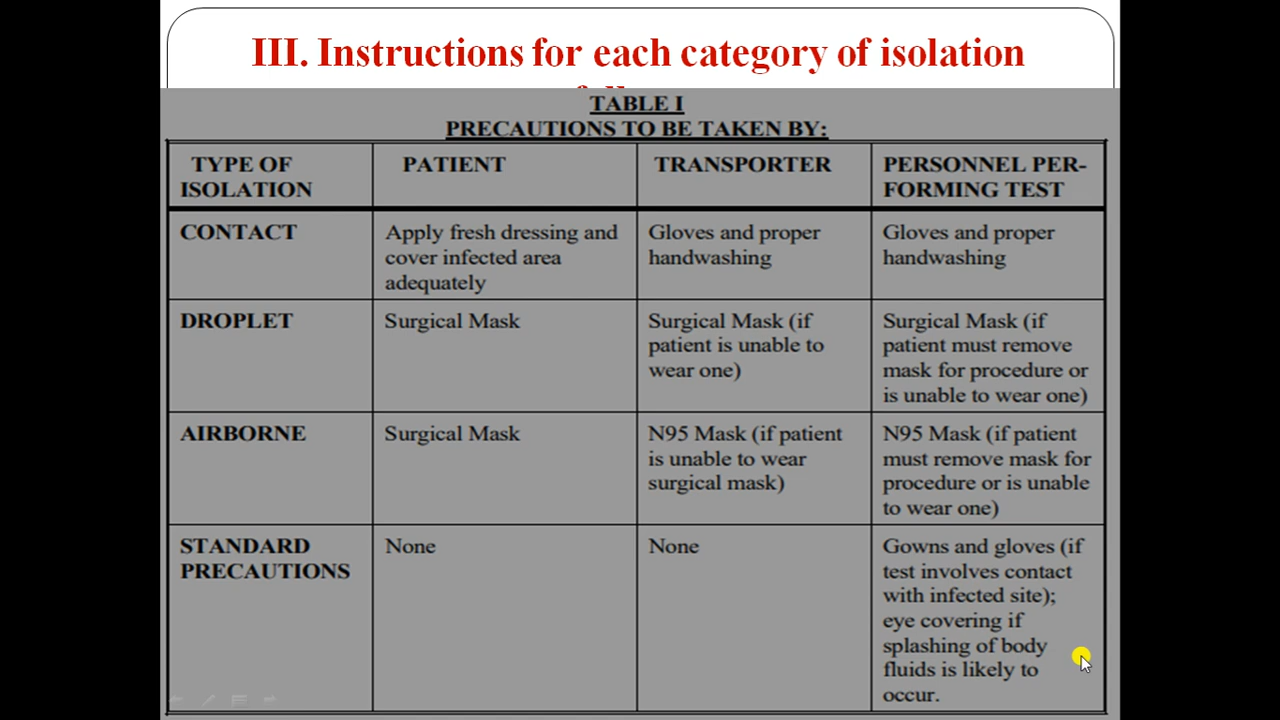 III. Instructions for each category of isolation
TABLE I
PRECAUTIONS TO BE TAKEN BY:
TYPE OF
ISOLATION
PATIENT
TRANSPORTER
PERSONNEL PER-
FORMING TEST
CONTACT
Apply fresh dressing and
cover infected area
adequately
Gloves and proper
handwashing
Gloves and proper
handwashing
DROPLET
Surgical Mask
Surgical Mask (if
patient is unable to
wear one)
Surgical Mask (if
patient must remove
mask for procedure or
is unable to wear one)
AIRBORNE
Surgical Mask
N95 Mask (if patient
is unable to wear
surgical mask)
N95 Mask (if patient
must remove mask for
procedure or is unable
to wear one)
STANDARD
PRECAUTIONS
None
None
Gowns and gloves (if
test involves contact
with infected site);
eye covering if
splashing of body
fluids is likely to
occur.